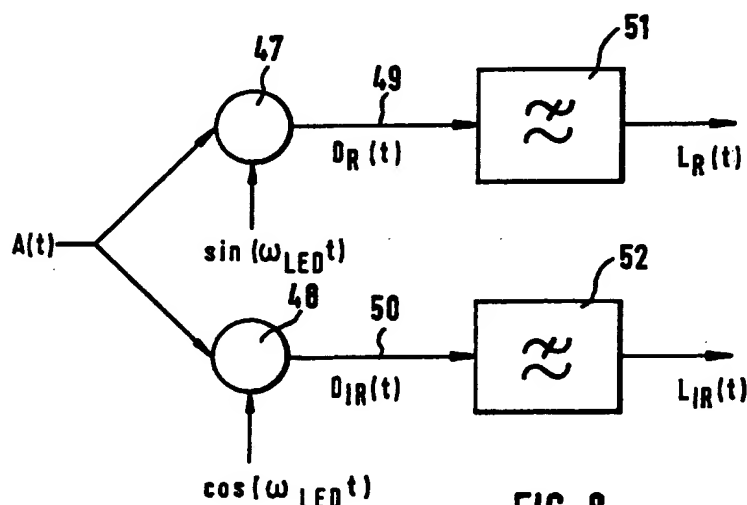 47
49
51
D_R(t)
L_R(t)
A(t)
sin(ω_LED t)
48
50
52
D_IR(t)
L_IR(t)
cos(ω_LED t)